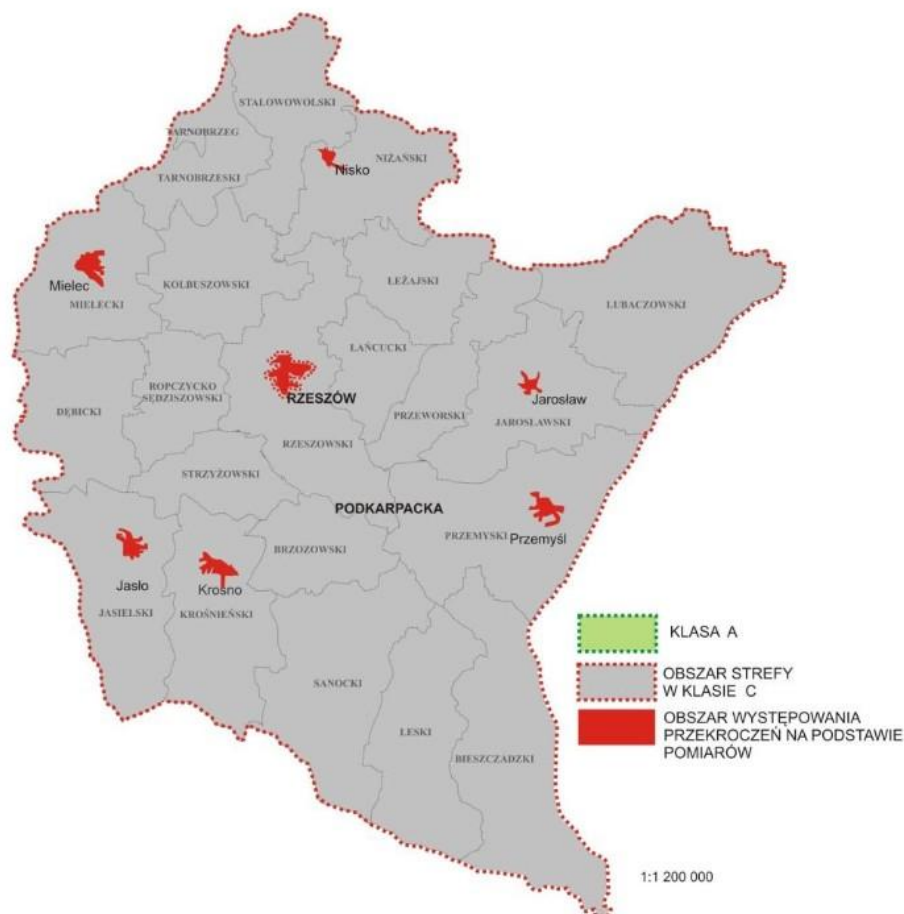 STALOWOWOLSKI
TARNOBRZEG
NIŻAŃSKI
Nisko
TARNOBRZESKI
Mielec
MIELECKI
KOLBUSZOWSKI
LEŻAJSKI
LUBACZOWSKI
ŁAŃCUCKI
ROPCZYCKO
SĘDZISZOWSKI
RZESZÓW
Jarosław
DĘBICKI
PRZEWORSKI
JAROSŁAWSKI
RZESZOWSKI
STRZYŻOWSKI
PODKARPACKA
PRZEMYSKI
Przemyśl
BRZOZOWSKI
Jasło
Krośno
JASIELSKI
KROŚNIEŃSKI
SANOCKI
LESKI
BIESZCZADZKI
KLASA A
OBSZAR STREFY
W KLASIE C
OBSZAR WYSTĘPOWANIA
PRZEKROCZEŃ NA PODSTAWIE
POMIARÓW
1:1 200 000